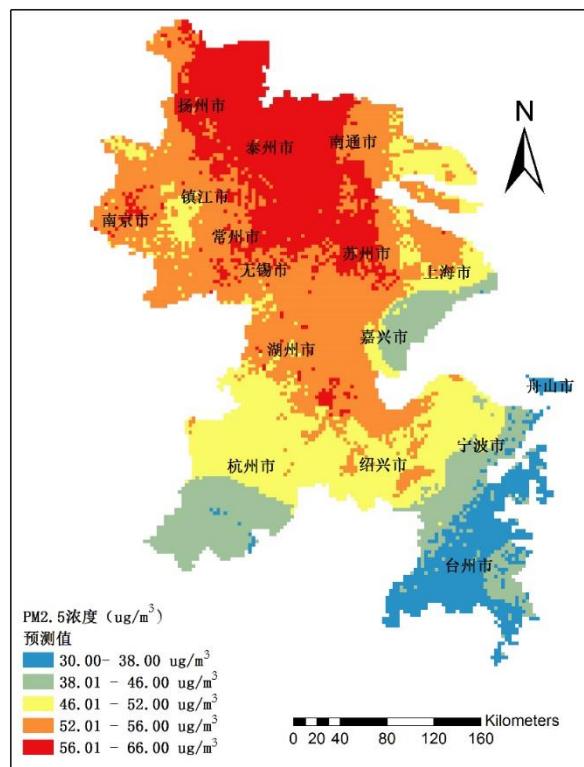 N
扬州市
泰州市
南通市
镇江市
南京市
常州市
无锡市
苏州市
上海市
嘉兴市
湖州市
舟山市
宁波市
杭州市
绍兴市
台州市
PM2.5浓度（ug/m³）
预测值
30.00- 38.00 ug/m³
38.01 - 46.00 ug/m³
46.01 - 52.00 ug/m³
52.01 - 56.00 ug/m³
56.01 - 66.00 ug/m³
Kilometers
0 20 40 80 120 160